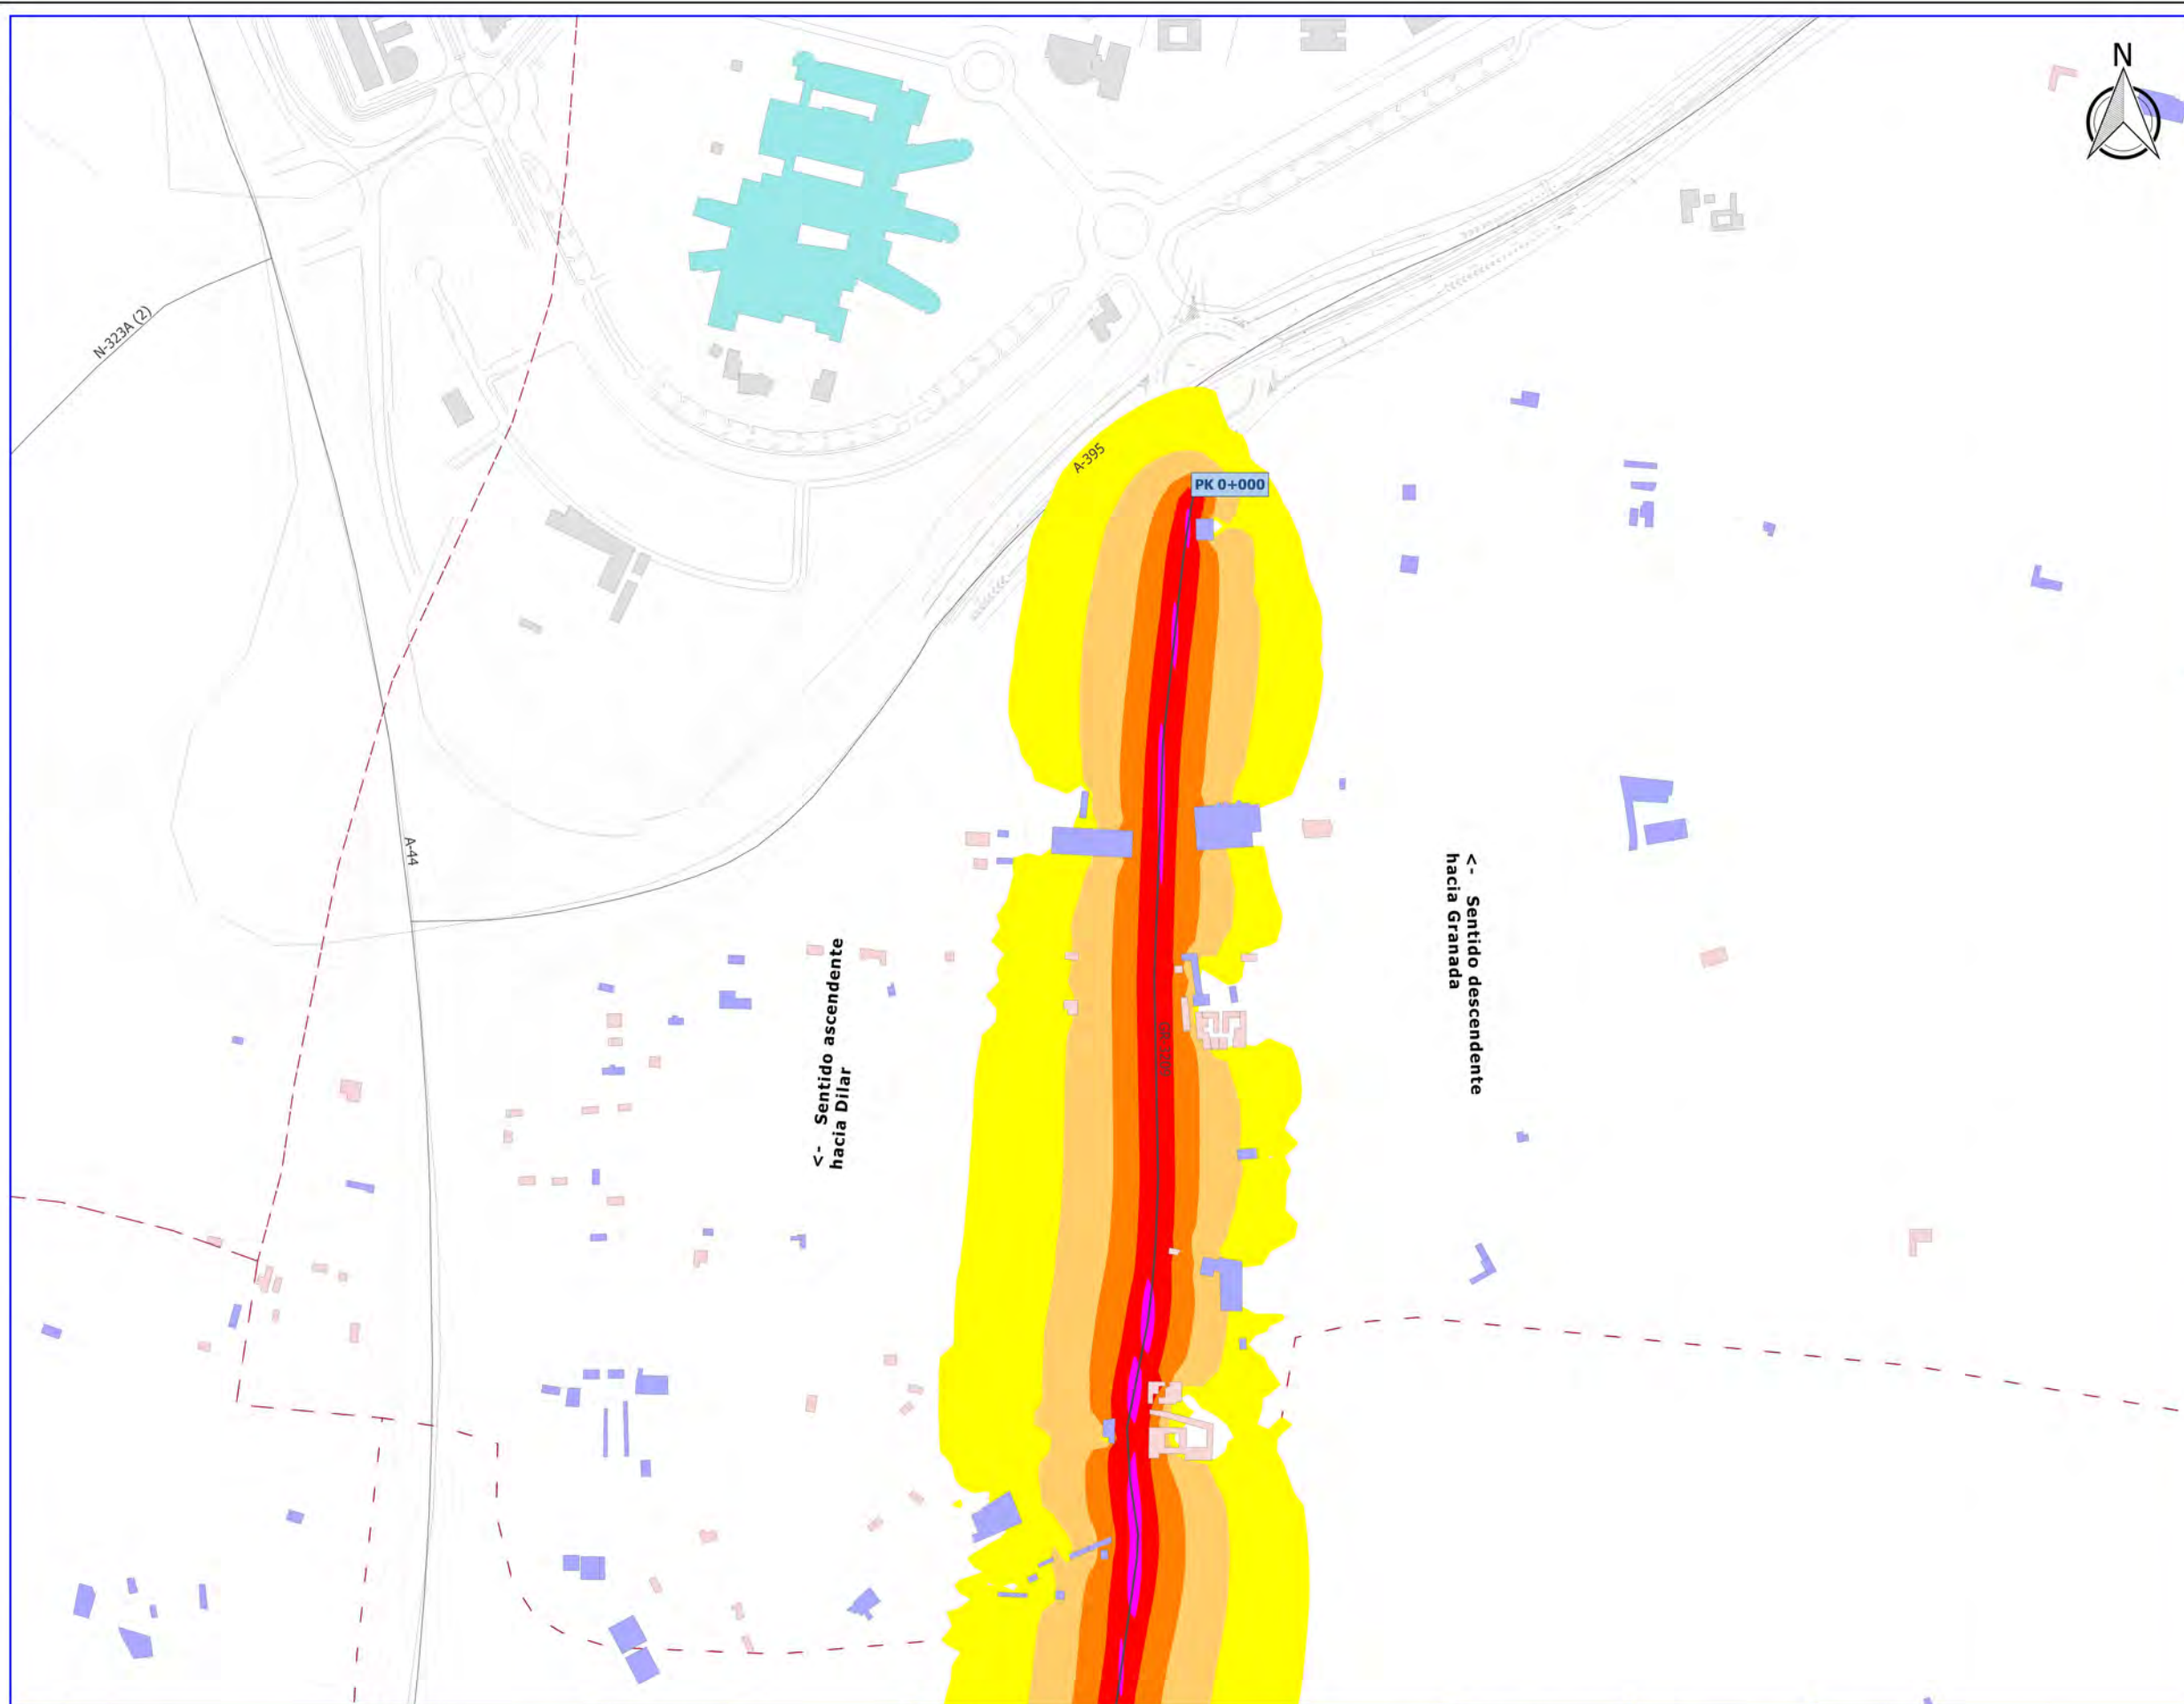 N
N-323A (2)
A-395
PK 0+000
A-44
<- Sentido descendente
hacia Granada
<- Sentido ascendente
hacia Dilar